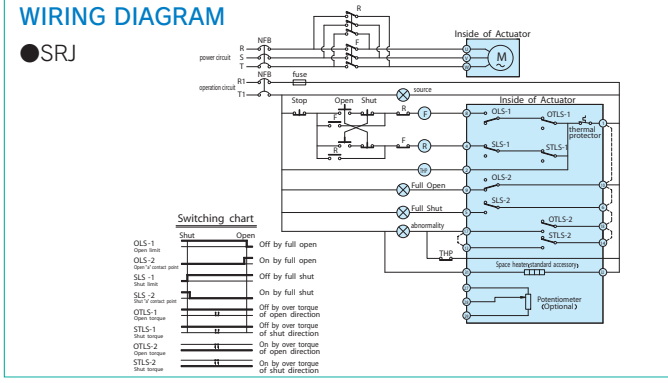 WIRING DIAGRAM
●SRJ
R
NFB
R
S
T
power circuit
F
Inside of Actuator
M
NFB
R1
T1
operation circuit
fuse
source
Stop
Open
Shut
R
F
F
Inside of Actuator
OLS-1
OTLS-1
thermal
protector
R
F
R
SLS-1
STLS-1
THP
OLS-2
Full Open
SLS-2
Full Shut
abnormality
OTLS-2
STLS-2
THP
Space heater(standard accessory)
Potentiometer
(Optional)
Switching chart
Shut
Open
OLS -1
Open limit
Off by full open
OLS-2
Open "a" contact point
On by full open
SLS -1
Shut limit
Off by full shut
SLS -2
Shut "a" contact point
On by full shut
OTLS-1
Open torque
Off by over torque
of open direction
STLS-1
Shut torque
Off by over torque
of shut direction
OTLS-2
Open torque
On by over torque
of open direction
STLS-2
Shut torque
On by over torque
of shut direction